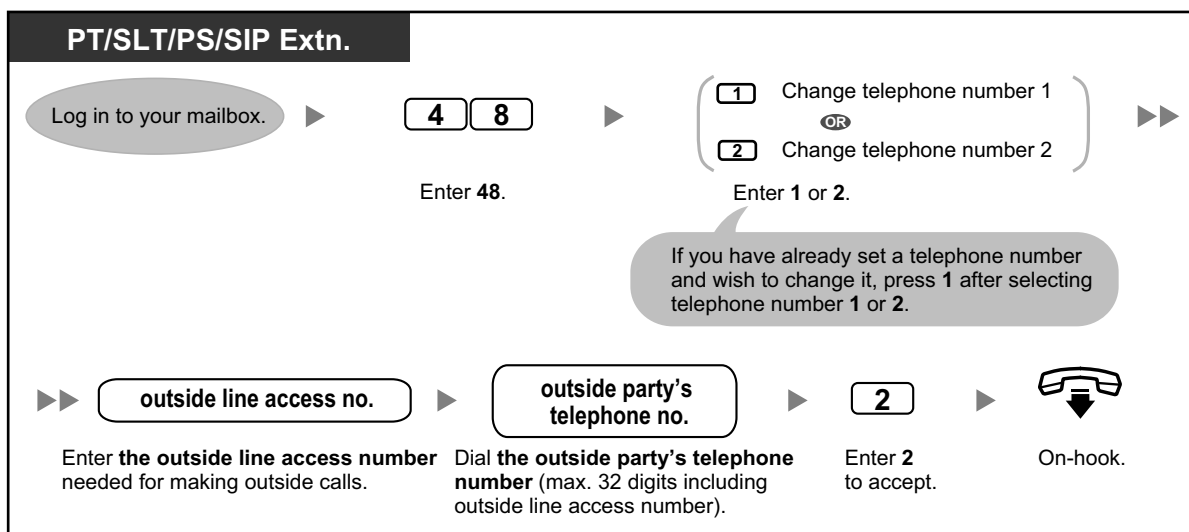 PT/SLT/PS/SIP Extn.
Log in to your mailbox.
4 8
Enter 48.
1 Change telephone number 1
OR
2 Change telephone number 2
Enter 1 or 2.
If you have already set a telephone number
and wish to change it, press 1 after selecting
telephone number 1 or 2.
outside line access no.
Enter the outside line access number
needed for making outside calls.
outside party's
telephone no.
Dial the outside party's telephone
number (max. 32 digits including
outside line access number).
2
Enter 2
to accept.
On-hook.